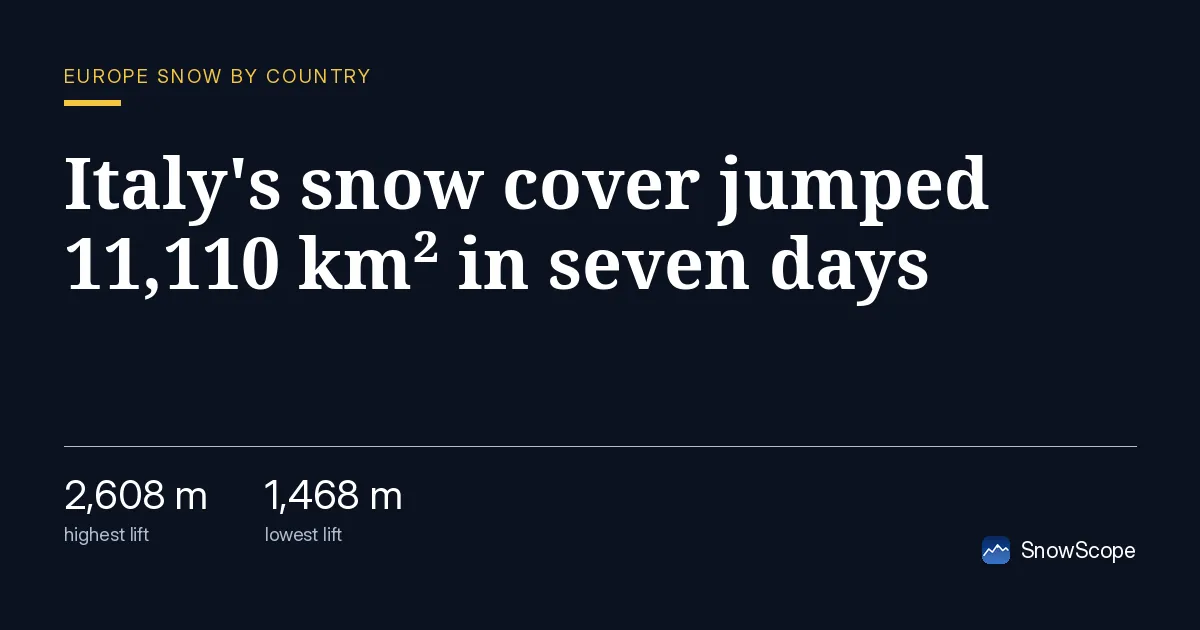 EUROPE SNOW BY COUNTRY
Italy's snow cover jumped
11,110 km² in seven days
2,608 m
highest lift
1,468 m
lowest lift
SnowScope